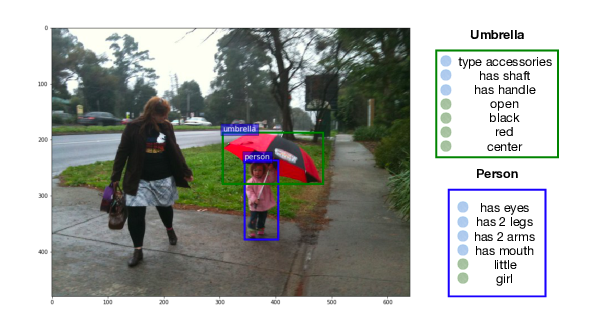 0
100
200
300
400
0
100
200
300
400
500
600
umbrella
person
Umbrella
type accessories
has shaft
has handle
open
black
red
center
Person
has eyes
has 2 legs
has 2 arms
has mouth
little
girl